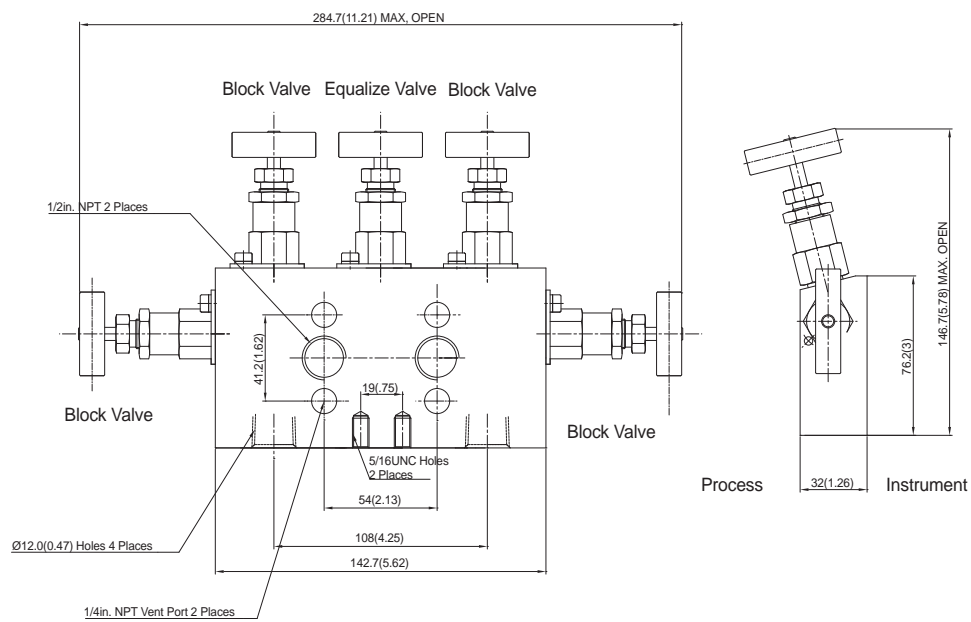 284.7(11.21) MAX, OPEN
Block Valve
Equalize Valve
Block Valve
1/2in. NPT 2 Places
41.2(1.62)
19(.75)
Block Valve
Block Valve
5/16UNC Holes
2 Places
54(2.13)
Ø12.0(0.47) Holes 4 Places
108(4.25)
142.7(5.62)
1/4in. NPT Vent Port 2 Places
146.7(5.78) MAX. OPEN
76.2(3)
Process
32(1.26)
Instrument